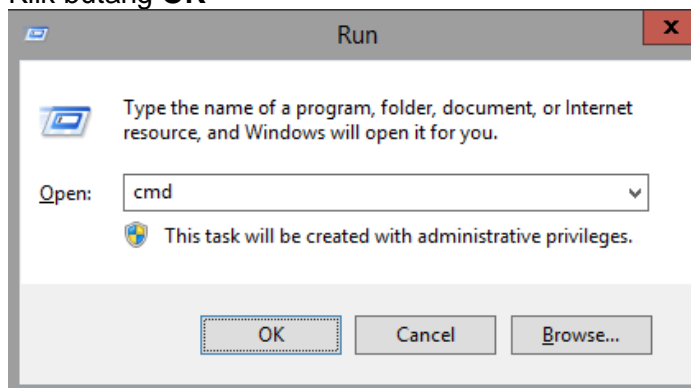 Klik butang OK
Run
x
Type the name of a program, folder, document, or Internet
resource, and Windows will open it for you.
Open: cmd
This task will be created with administrative privileges.
OK Cancel Browse...